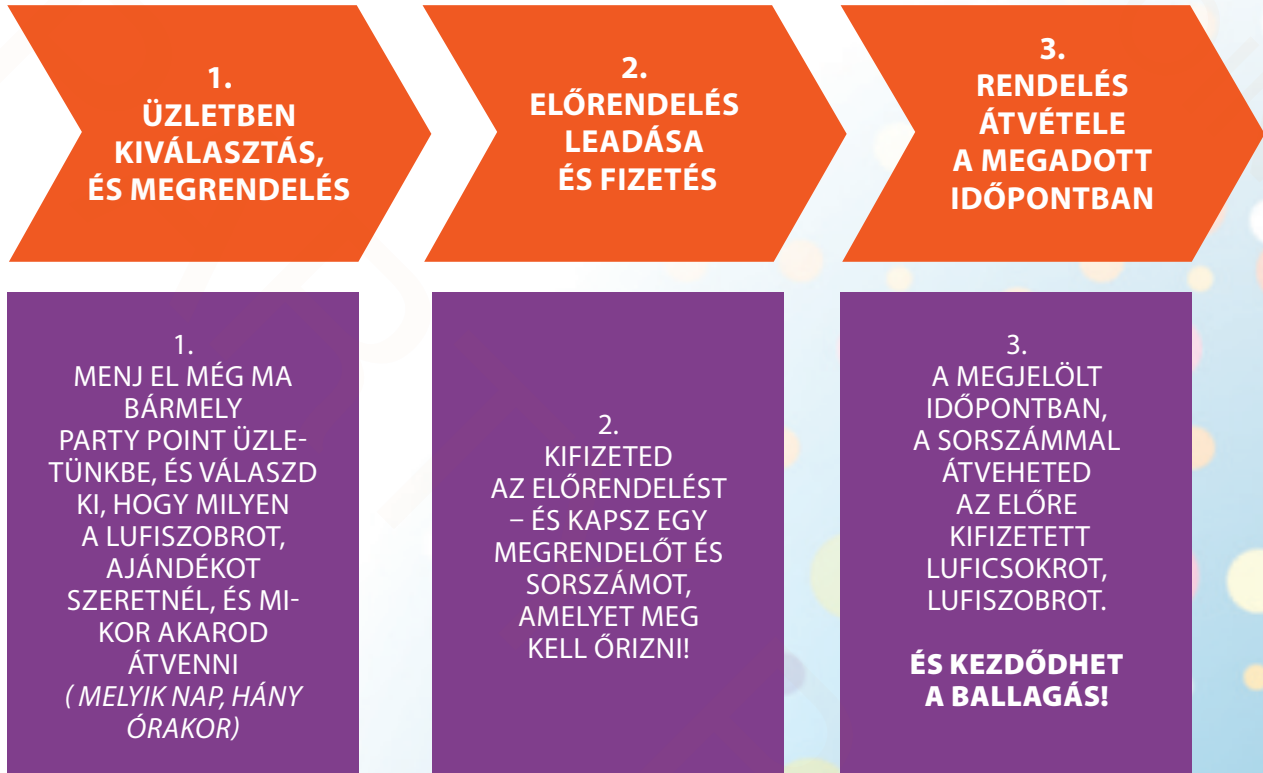 1.
ÜZLETBEN
KIVÁLASZTÁS,
ÉS MEGRENDELÉS
2.
ELŐRENDELÉS
LEADÁSA
ÉS FIZETÉS
3.
RENDELÉS
ÁTVÉTELE
A MEGADOTT
IDŐPONTBAN
1.
MENJ EL MÉG MA
BÁRMELY
PARTY POINT ÜZLE-
TÜNKBE, ÉS VÁLASZD
KI, HOGY MILYEN
A LUFISZOBROT,
AJÁNDÉKOT
SZERETNÉL, ÉS MI-
KOR AKAROD
ÁTVENNI
( MELYIK NAP, HÁNY
ÓRAKOR)
2.
KIFIZETED
AZ ELŐRENDELÉST
– ÉS KAPSZ EGY
MEGRENDELŐT ÉS
SORSZÁMOT,
AMELYET MEG
KELL ŐRIZNI!
3.
A MEGJELÖLT
IDŐPONTBAN,
A SORSZÁMMAL
ÁTVEHETED
AZ ELŐRE
KIFIZETETT
LUFICSOKROT,
LUFISZOBROT.
ÉS KEZDŐDHET
A BALLAGÁS!